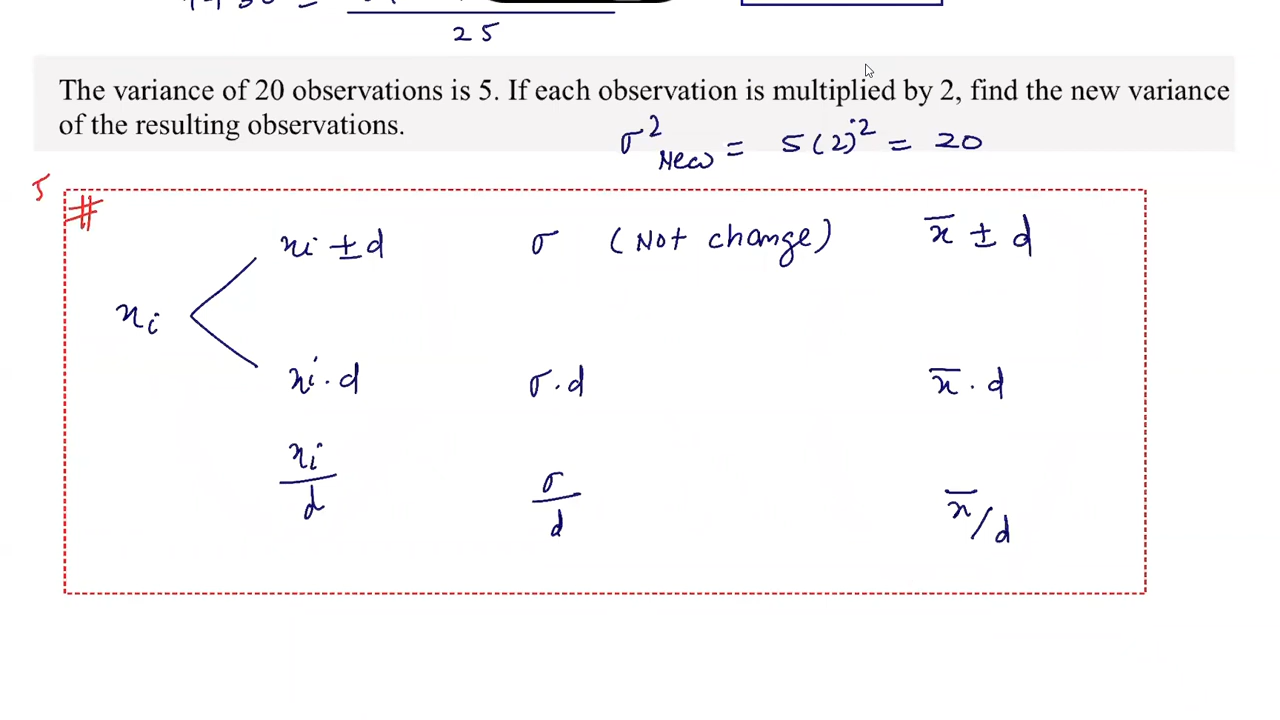 25
The variance of 20 observations is 5. If each observation is multiplied by 2, find the new variance
of the resulting observations.
σ²New = 5(2)² = 20
5
#
xi ± d σ (Not change) x̄ ± d
xi
xi · d σ · d x̄ · d
xi/d σ/d x̄/d